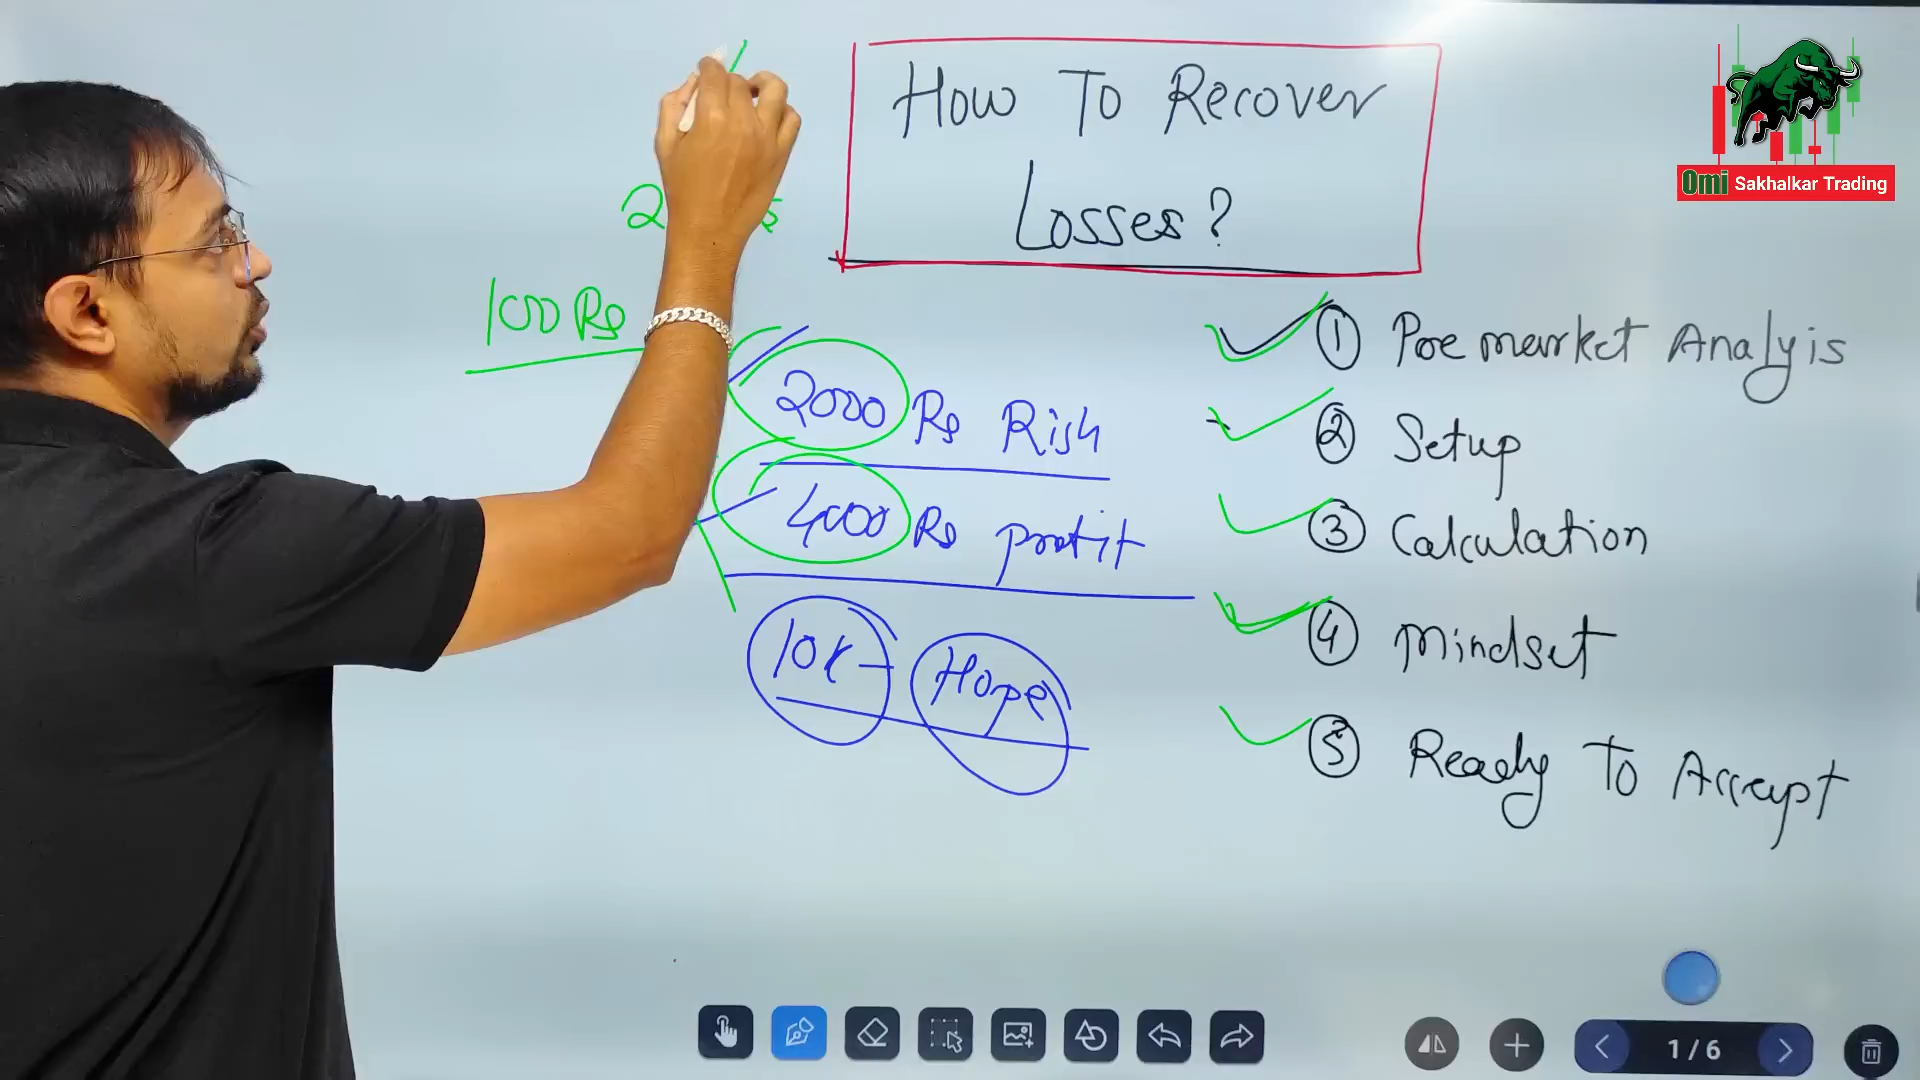 How To Recover
Losses?
Omi Sakhalkar Trading
100 Rs
2000 Rs Risk
4000 Rs profit
10k - Hope
① Pre market Analyis
② Setup
③ Calculation
④ Mindset
⑤ Ready To Accept
1 / 6